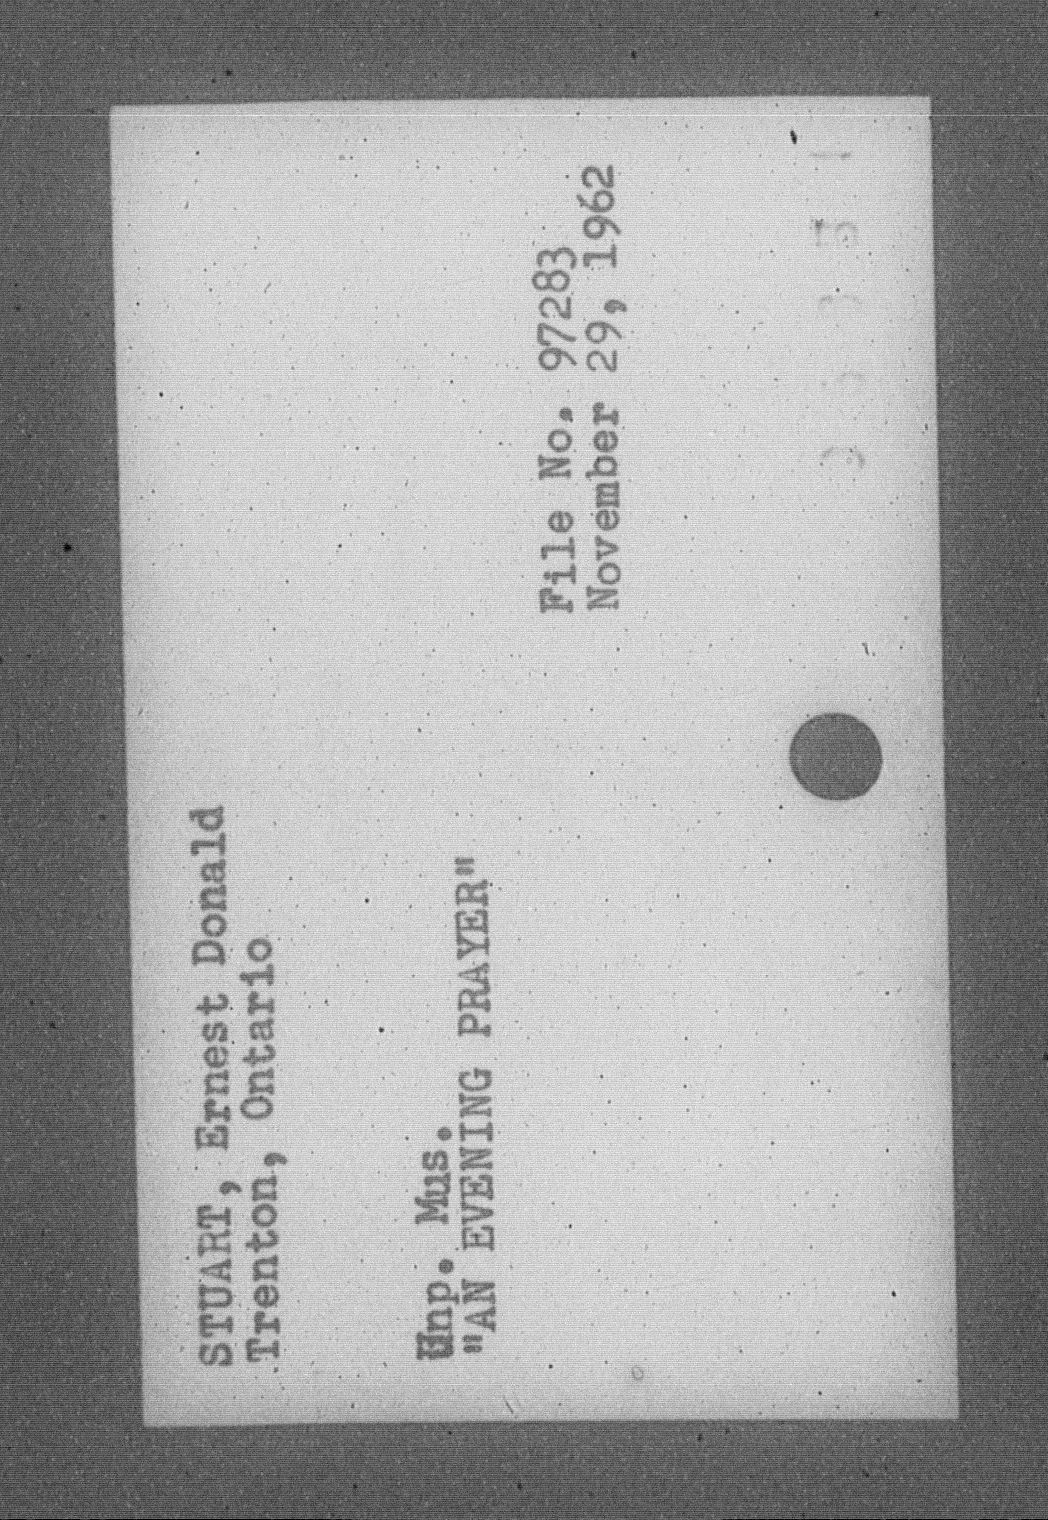 STUART, Ernest Donald
Trenton, Ontario
Unp. Mus.
"AN EVENING PRAYER"
File No. 97283
November 29, 1962